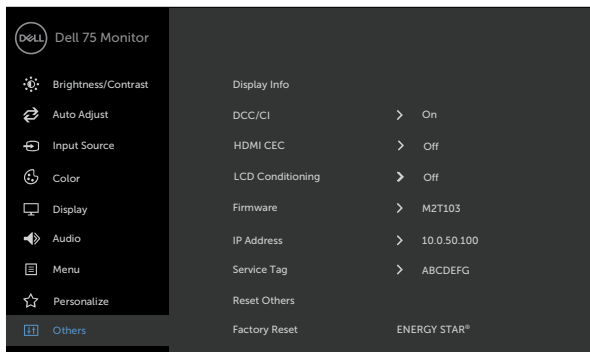 DELL Dell 75 Monitor
Brightness/Contrast Display Info
Auto Adjust DCC/CI On
Input Source HDMI CEC Off
Color LCD Conditioning Off
Display Firmware M2T103
Audio IP Address 10.0.50.100
Menu Service Tag ABCDEFG
Personalize Reset Others
Others Factory Reset ENERGY STAR®